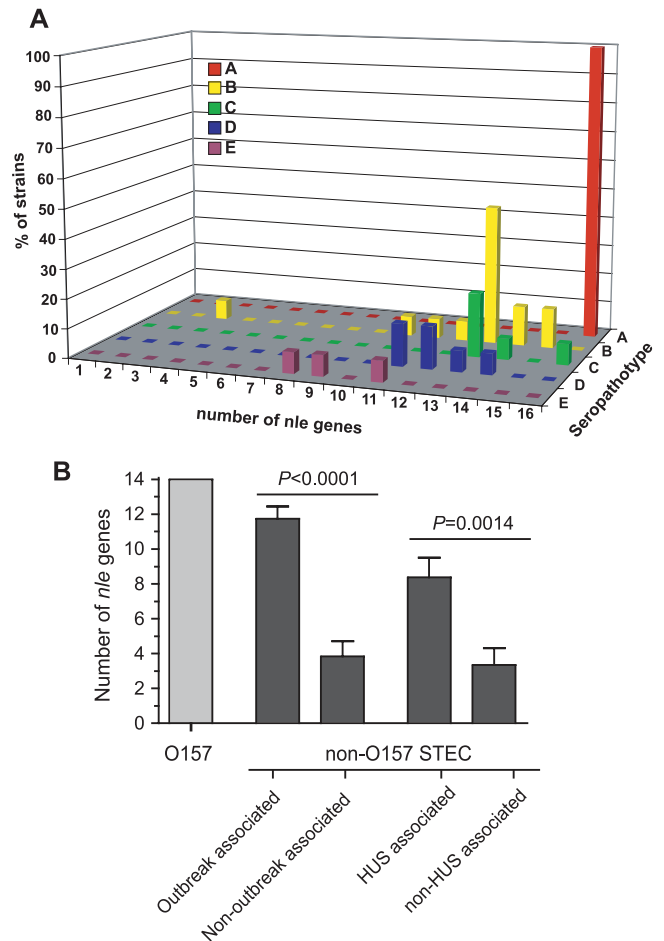 A
100
90
80
70
60
50
40
30
20
10
0
% of strains
A
B
C
D
E
1 2 3 4 5 6 7 8 9 10 11 12 13 14 15 16
number of nle genes
A
B
C
D
E
Seropathotype
B
14
12
10
8
6
4
2
0
Number of nle genes
P<0.0001
P=0.0014
O157
non-O157 STEC
Outbreak associated
Non-outbreak associated
HUS associated
non-HUS associated